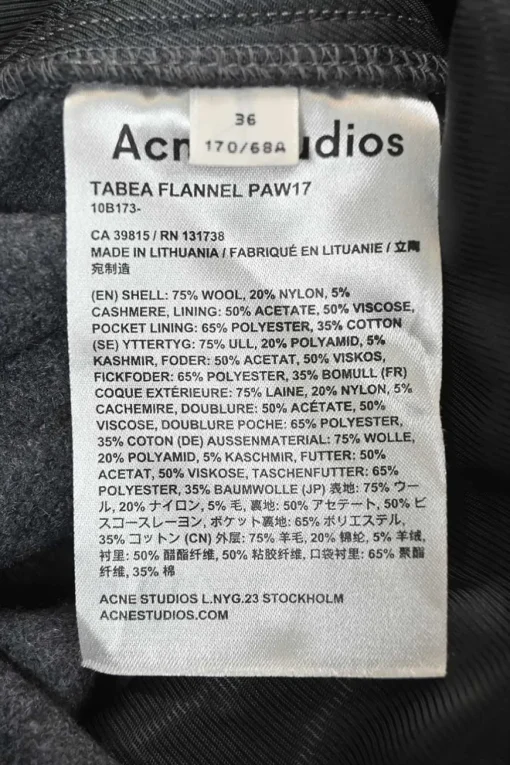 36
170/68A
Acn udios
TABEA FLANNEL PAW17
10B173-
CA 39815 / RN 131738
MADE IN LITHUANIA / FABRIQUÉ EN LITUANIE / 立陶
宛制造
(EN) SHELL: 75% WOOL, 20% NYLON, 5%
CASHMERE, LINING: 50% ACETATE, 50% VISCOSE,
POCKET LINING: 65% POLYESTER, 35% COTTON
(SE) YTTERTYG: 75% ULL, 20% POLYAMID, 5%
KASHMIR, FODER: 50% ACETAT, 50% VISKOS,
FICKFODER: 65% POLYESTER, 35% BOMULL (FR)
COQUE EXTÉRIEURE: 75% LAINE, 20% NYLON, 5%
CACHEMIRE, DOUBLURE: 50% ACÉTATE, 50%
VISCOSE, DOUBLURE POCHE: 65% POLYESTER,
35% COTON (DE) AUSSENMATERIAL: 75% WOLLE,
20% POLYAMID, 5% KASCHMIR, FUTTER: 50%
ACETAT, 50% VISKOSE, TASCHENFUTTER: 65%
POLYESTER, 35% BAUMWOLLE (JP) 表地: 75% ウー
ル, 20% ナイロン, 5% 毛, 裏地: 50% アセテート, 50% ビ
スコースレーヨン, ポケット裏地: 65% ポリエステル,
35% コットン (CN) 外层: 75% 羊毛, 20% 锦纶, 5% 羊绒,
衬里: 50% 醋酯纤维, 50% 粘胶纤维, 口袋衬里: 65% 聚酯
纤维, 35% 棉
ACNE STUDIOS L.NYG.23 STOCKHOLM
ACNESTUDIOS.COM